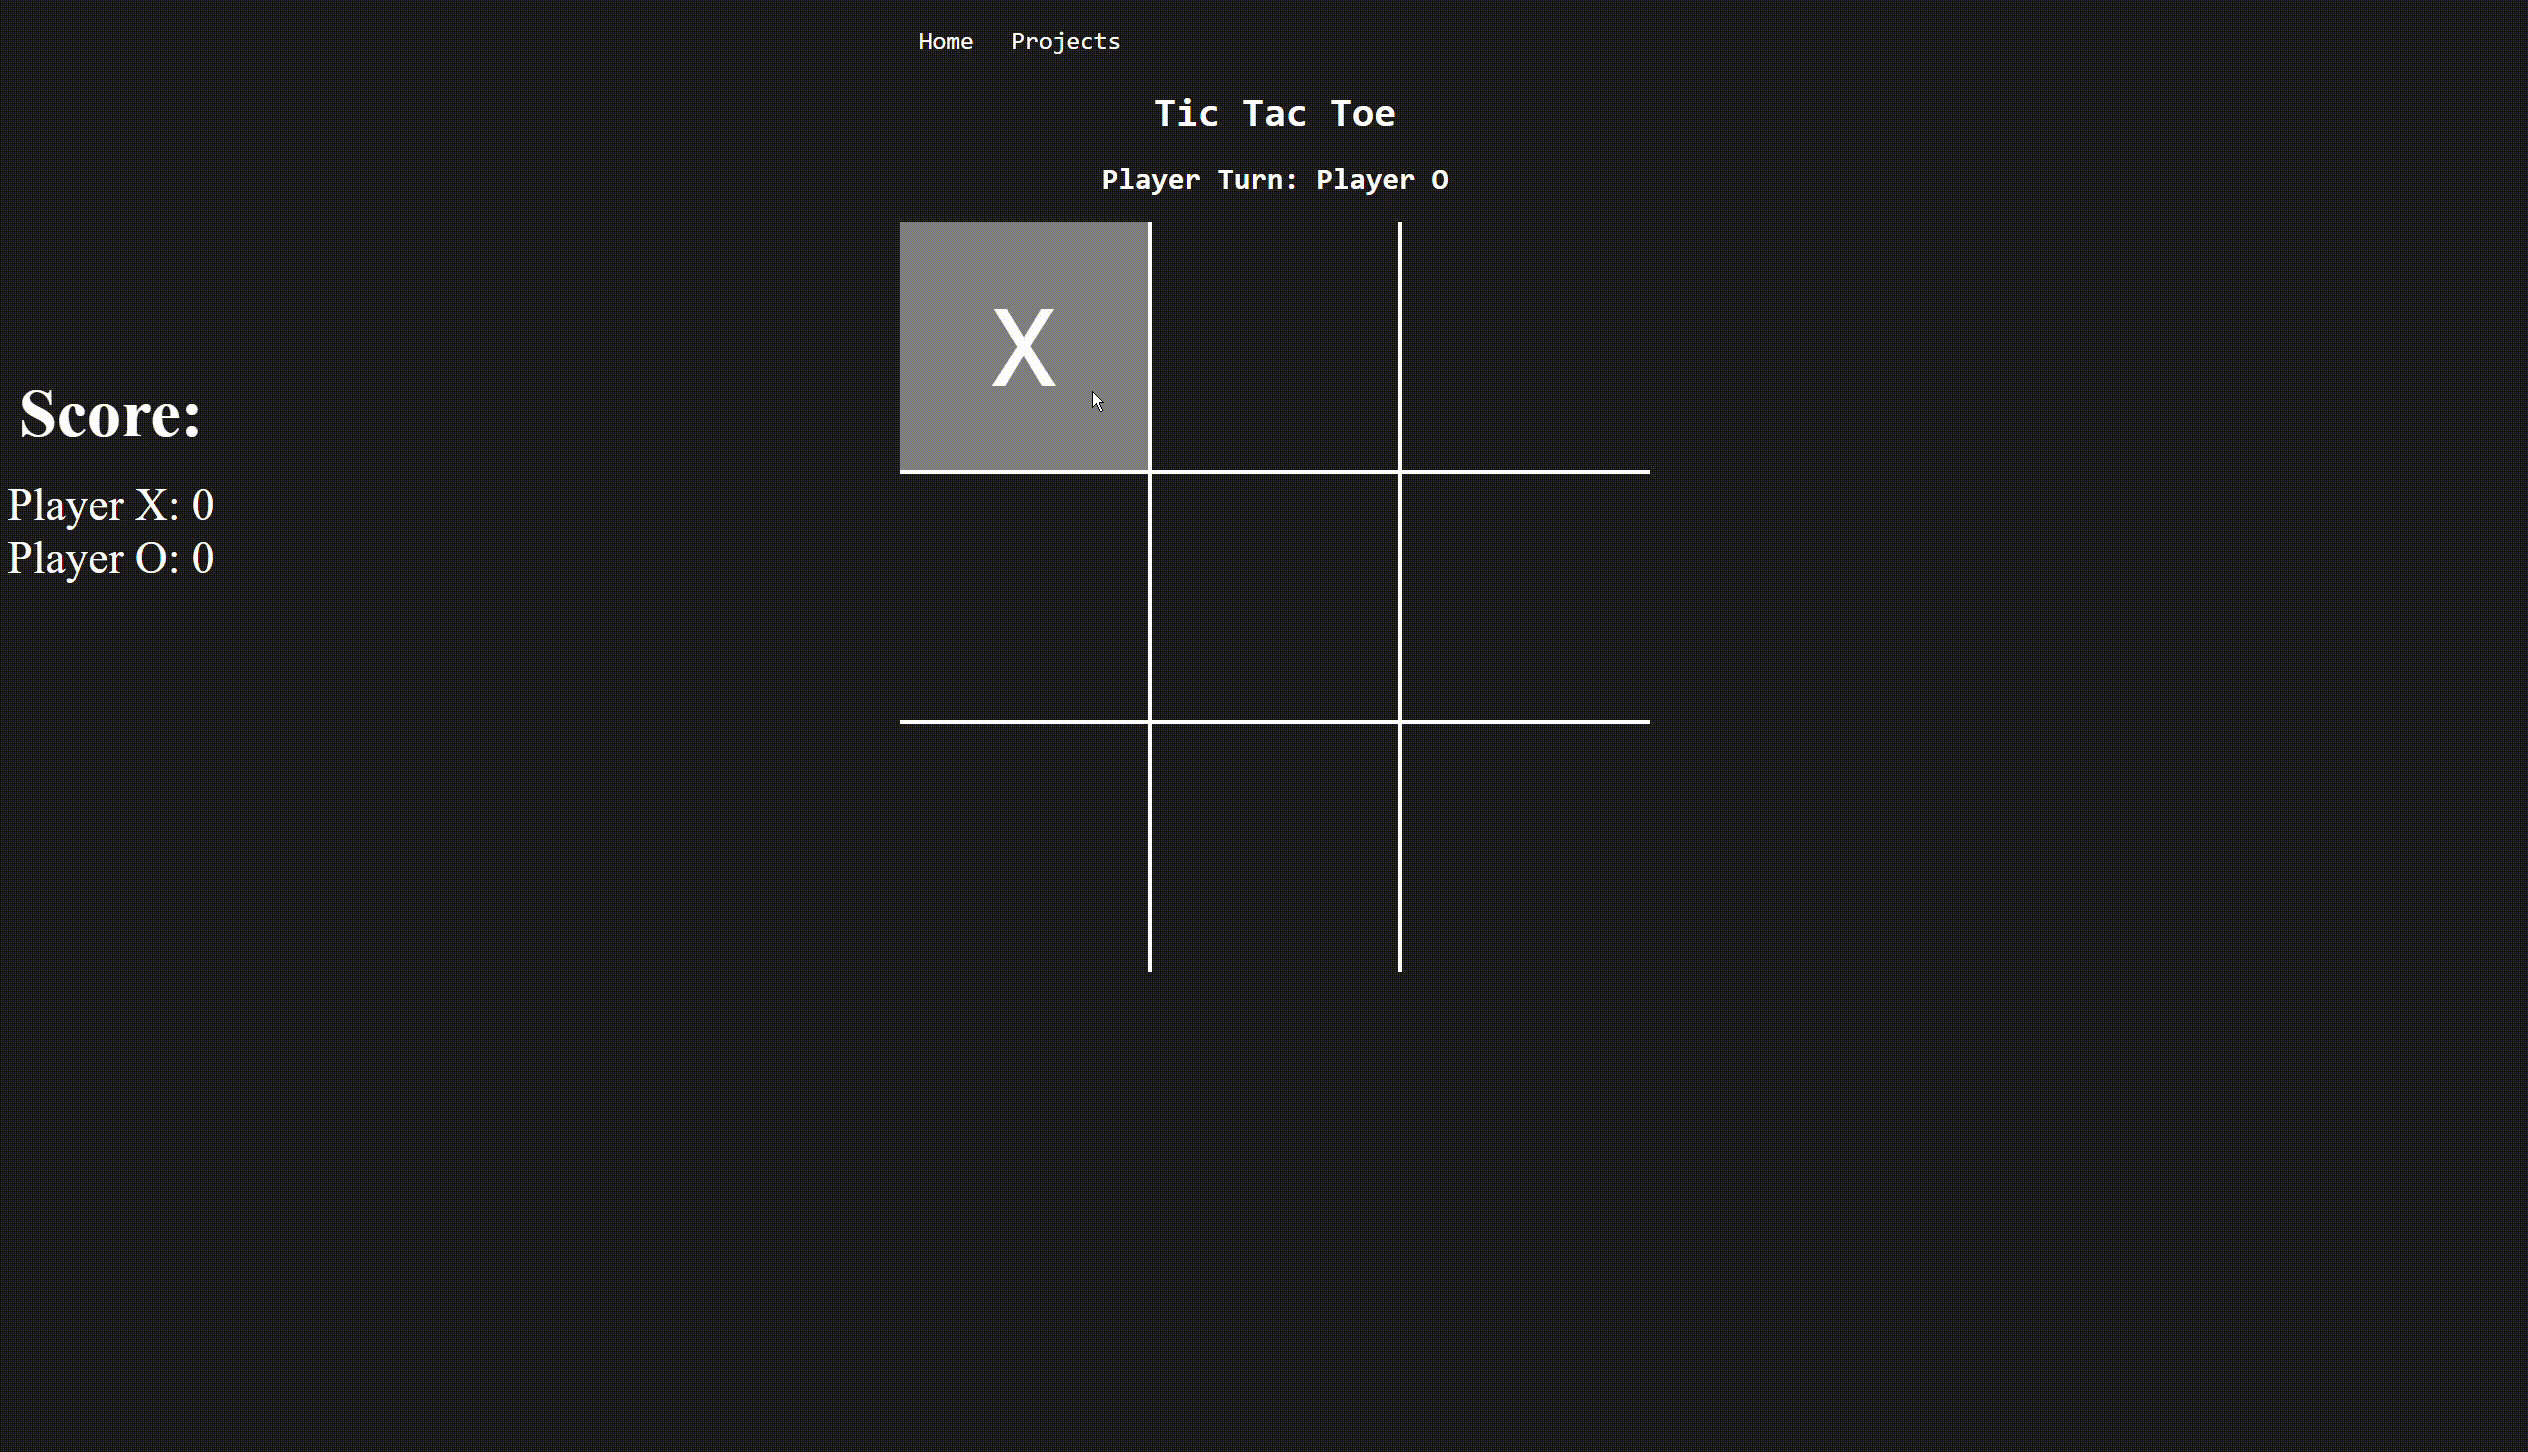 Home Projects
Tic Tac Toe
Player Turn: Player O
X
Score:
Player X: 0
Player O: 0